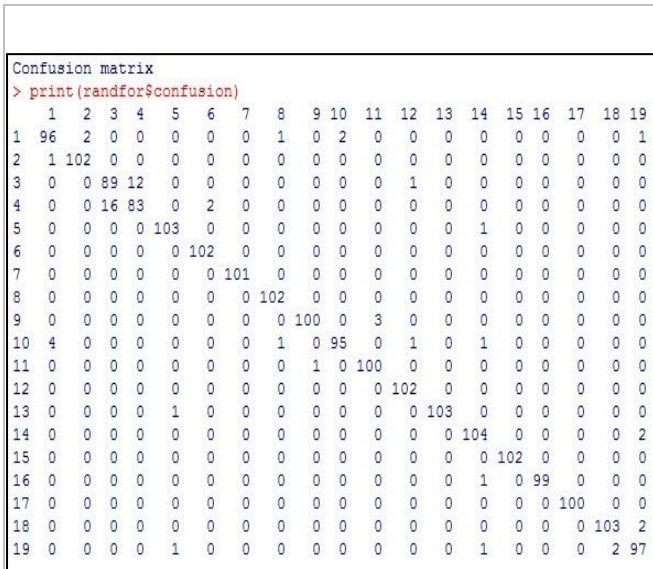 Confusion matrix
> print(randfor$confusion)
1 2 3 4 5 6 7 8 9 10 11 12 13 14 15 16 17 18 19
1 96 2 0 0 0 0 0 1 0 2 0 0 0 0 0 0 0 0 1
2 1 102 0 0 0 0 0 0 0 0 0 0 0 0 0 0 0 0 0
3 0 0 89 12 0 0 0 0 0 0 0 1 0 0 0 0 0 0 0
4 0 0 16 83 0 2 0 0 0 0 0 0 0 0 0 0 0 0 0
5 0 0 0 0 103 0 0 0 0 0 0 0 0 1 0 0 0 0 0
6 0 0 0 0 0 102 0 0 0 0 0 0 0 0 0 0 0 0 0
7 0 0 0 0 0 0 101 0 0 0 0 0 0 0 0 0 0 0 0
8 0 0 0 0 0 0 0 102 0 0 0 0 0 0 0 0 0 0 0
9 0 0 0 0 0 0 0 0 100 0 3 0 0 0 0 0 0 0 0
10 4 0 0 0 0 0 0 1 0 95 0 1 0 1 0 0 0 0 0
11 0 0 0 0 0 0 0 0 1 0 100 0 0 0 0 0 0 0 0
12 0 0 0 0 0 0 0 0 0 0 0 102 0 0 0 0 0 0 0
13 0 0 0 0 1 0 0 0 0 0 0 0 103 0 0 0 0 0 0
14 0 0 0 0 0 0 0 0 0 0 0 0 0 104 0 0 0 0 2
15 0 0 0 0 0 0 0 0 0 0 0 0 0 0 102 0 0 0 0
16 0 0 0 0 0 0 0 0 0 0 0 0 0 1 0 99 0 0 0
17 0 0 0 0 0 0 0 0 0 0 0 0 0 0 0 0 100 0 0
18 0 0 0 0 0 0 0 0 0 0 0 0 0 0 0 0 0 103 2
19 0 0 0 0 1 0 0 0 0 0 0 0 0 1 0 0 0 2 97